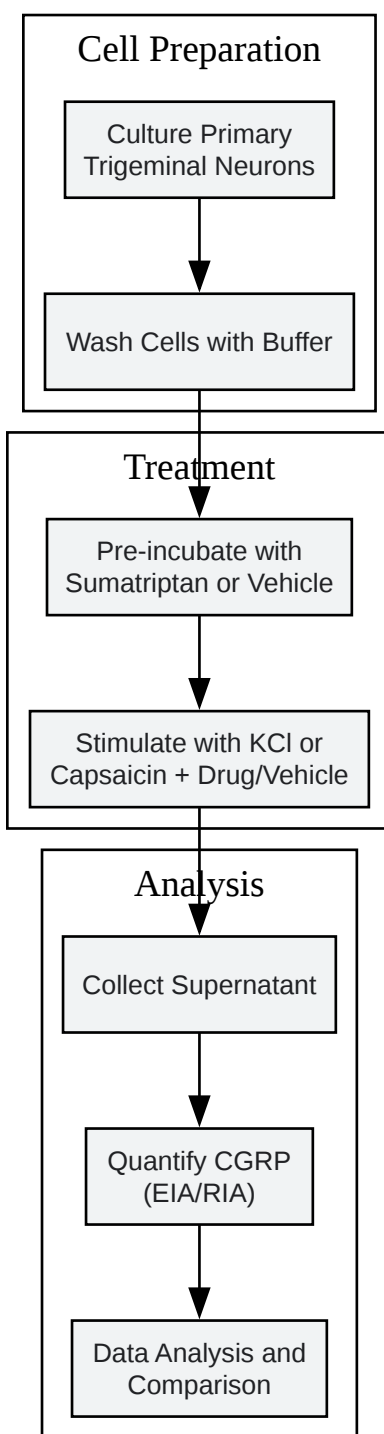 Cell Preparation
Culture Primary
Trigeminal Neurons
Wash Cells with Buffer
Treatment
Pre-incubate with
Sumatriptan or Vehicle
Stimulate with KCl or
Capsaicin + Drug/Vehicle
Analysis
Collect Supernatant
Quantify CGRP
(EIA/RIA)
Data Analysis and
Comparison